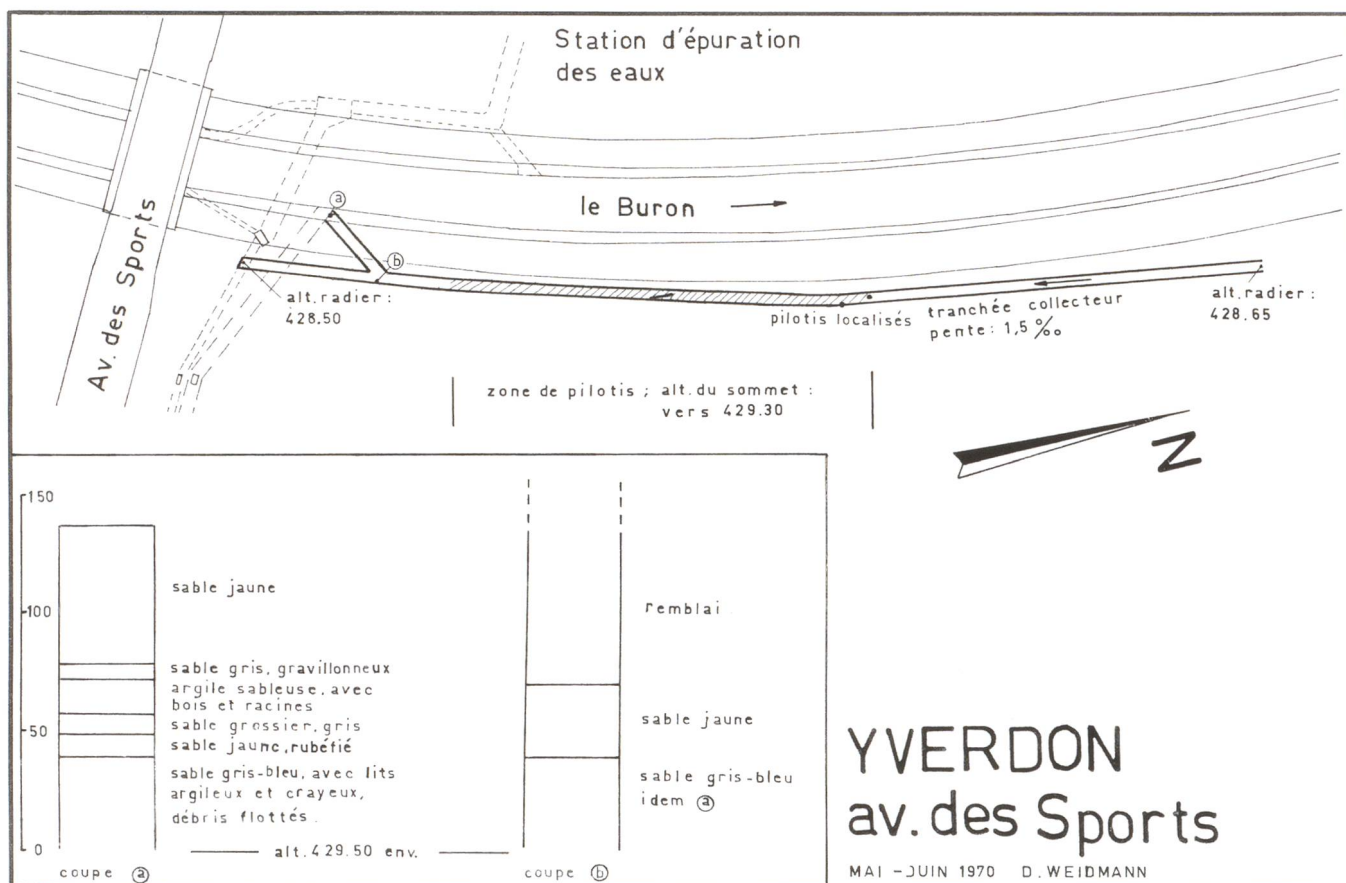 Station d'épuration
des eaux
Av. des Sports
le Buron
a
b
alt. radier :
428.50
pilotis localisés
tranchée collecteur
pente: 1,5 ‰
alt. radier :
428.65
zone de pilotis ; alt. du sommet :
vers 429.30
N
150
100
50
0
sable jaune
sable gris, gravillonneux
argile sableuse, avec
bois et racines
sable grossier, gris
sable jaune, rubéfié
sable gris-bleu, avec lits
argileux et crayeux,
débris flottés.
coupe a
alt. 429.50 env.
remblai
sable jaune
sable gris-bleu
idem a
coupe b
YVERDON
av. des Sports
MAI - JUIN 1970 D. WEIDMANN